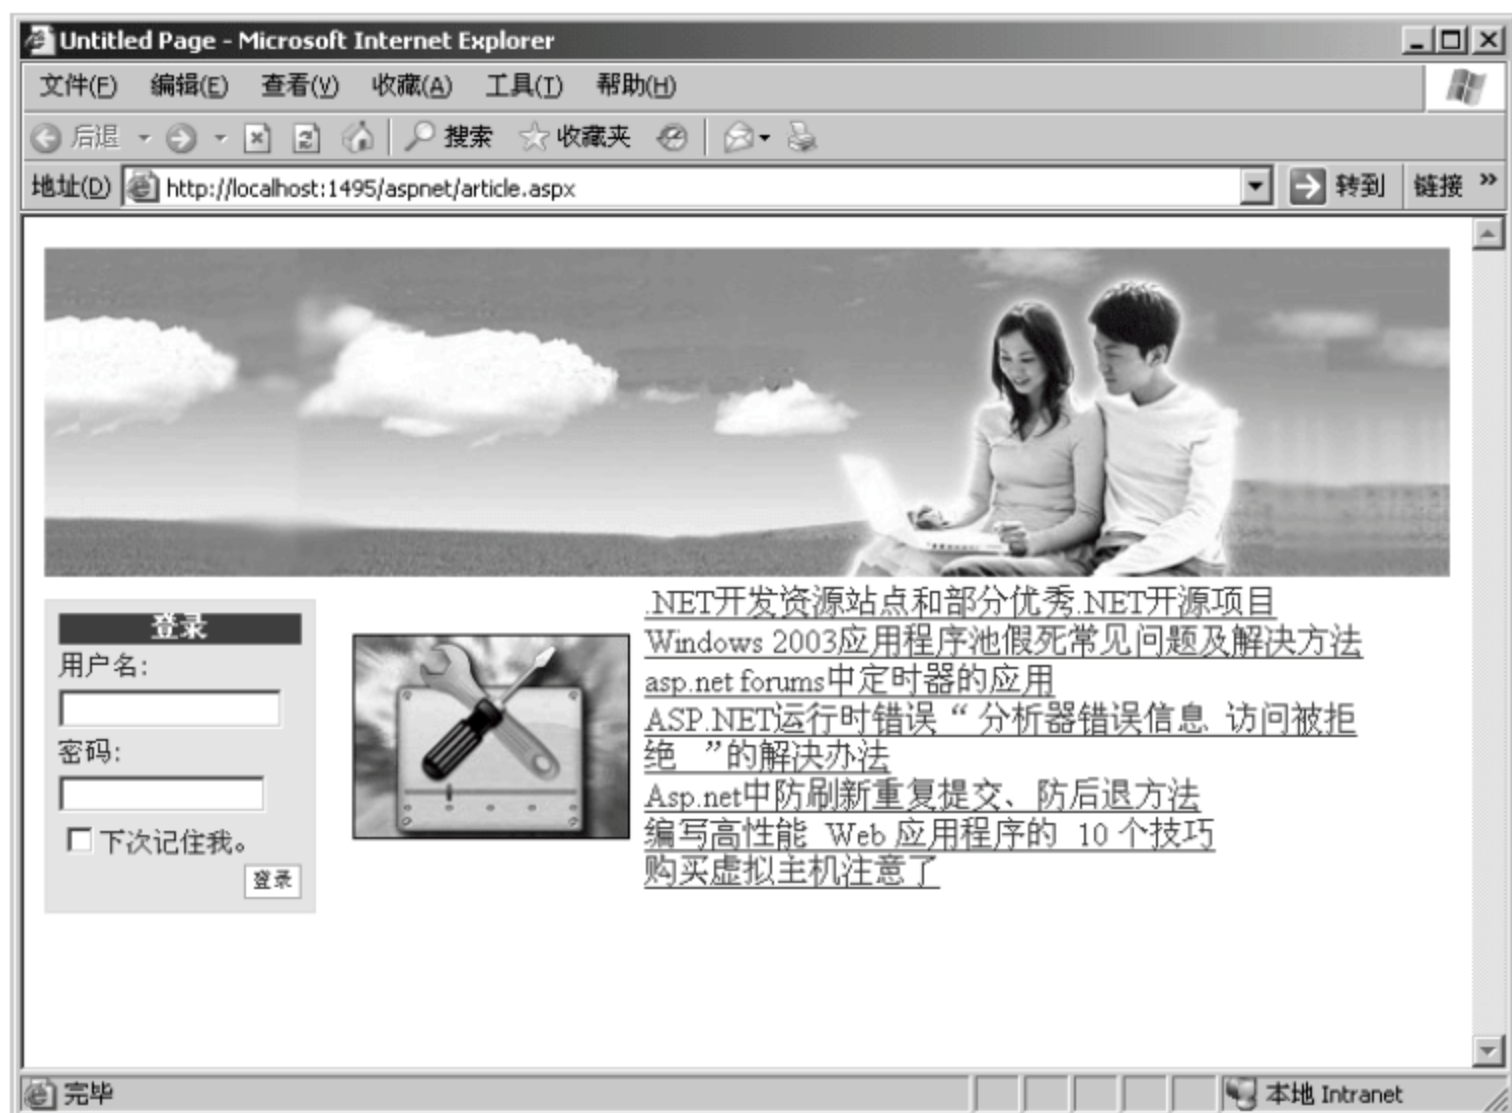 Untitled Page - Microsoft Internet Explorer
文件(F) 编辑(E) 查看(V) 收藏(A) 工具(T) 帮助(H)
后退 搜索 收藏夹
地址(D) http://localhost:1495/aspnet/article.aspx 转到 链接 »
.NET开发资源站点和部分优秀.NET开源项目
Windows 2003应用程序池假死常见问题及解决方法
asp.net forums中定时器的应用
ASP.NET运行时错误“ 分析器错误信息 访问被拒
绝 ”的解决办法
Asp.net中防刷新重复提交、防后退方法
编写高性能 Web 应用程序的 10 个技巧
购买虚拟主机注意了
登录
用户名:
密码:
下次记住我。
登录
完毕 本地 Intranet